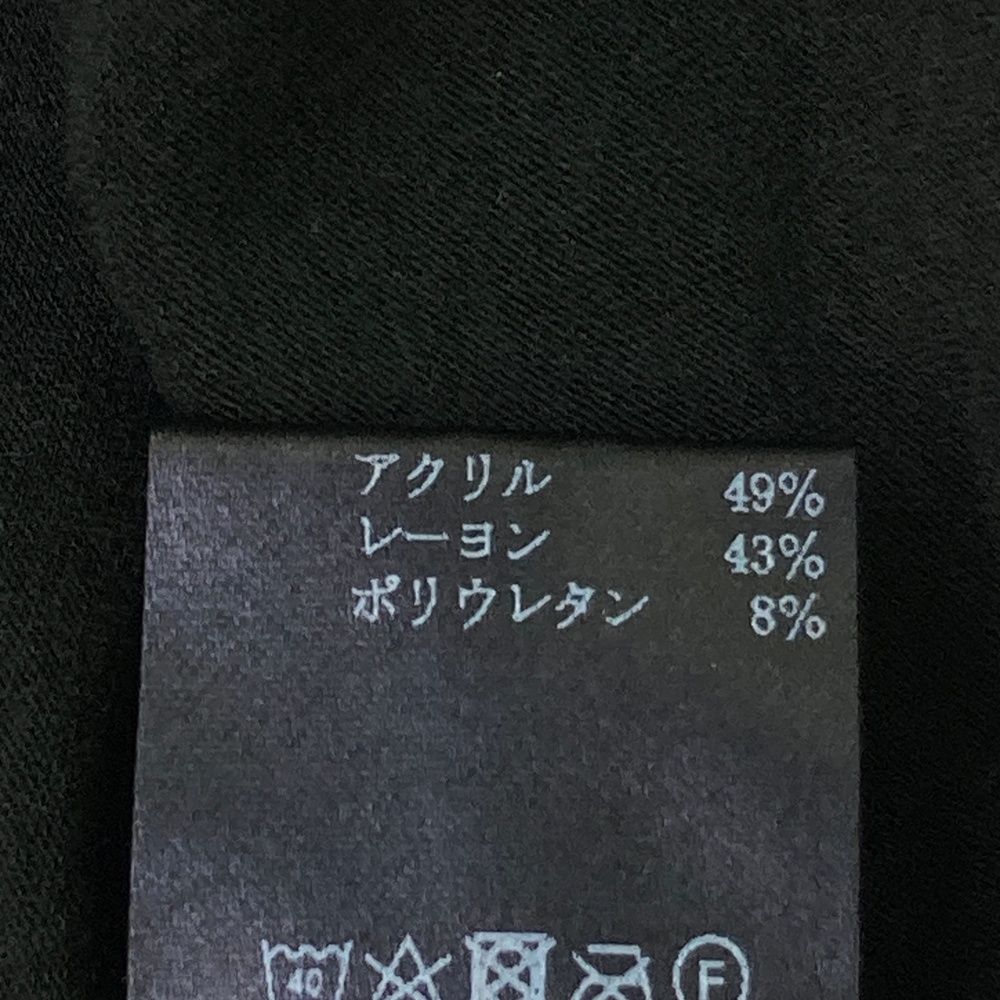 アクリル 49%
レーヨン 43%
ポリウレタン 8%
40 F